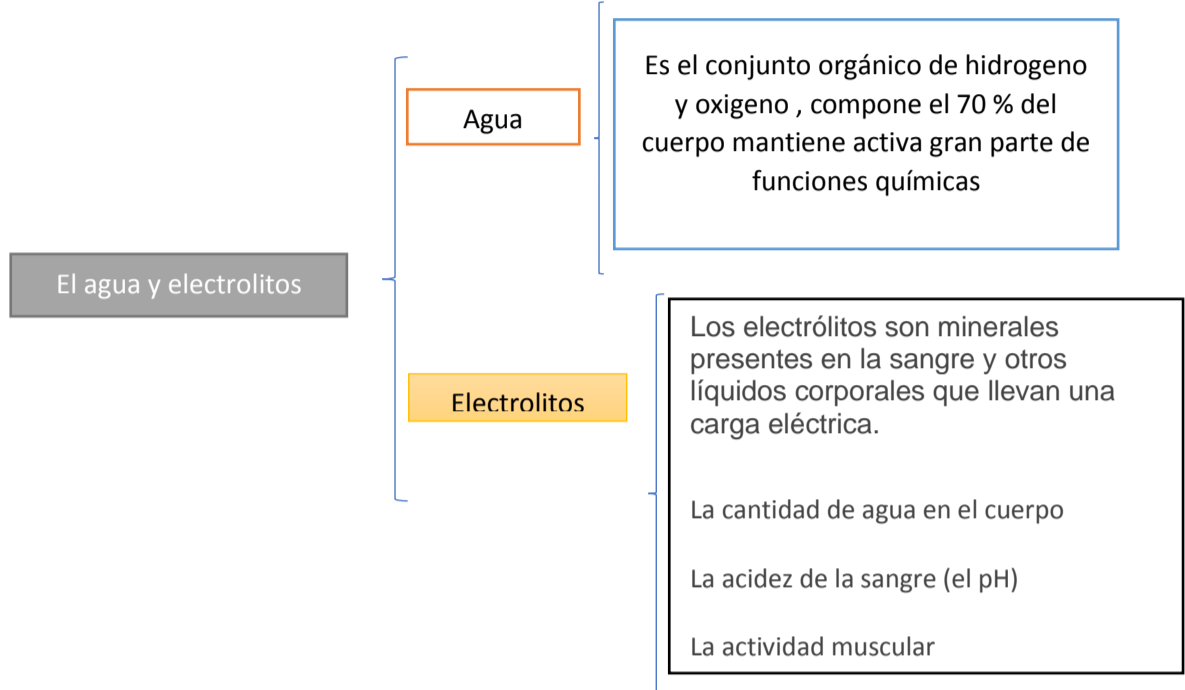 Agua
Es el conjunto orgánico de hidrogeno
y oxigeno , compone el 70 % del
cuerpo mantiene activa gran parte de
funciones químicas
El agua y electrolitos
Electrolitos
Los electrólitos son minerales
presentes en la sangre y otros
líquidos corporales que llevan una
carga eléctrica.
La cantidad de agua en el cuerpo
La acidez de la sangre (el pH)
La actividad muscular